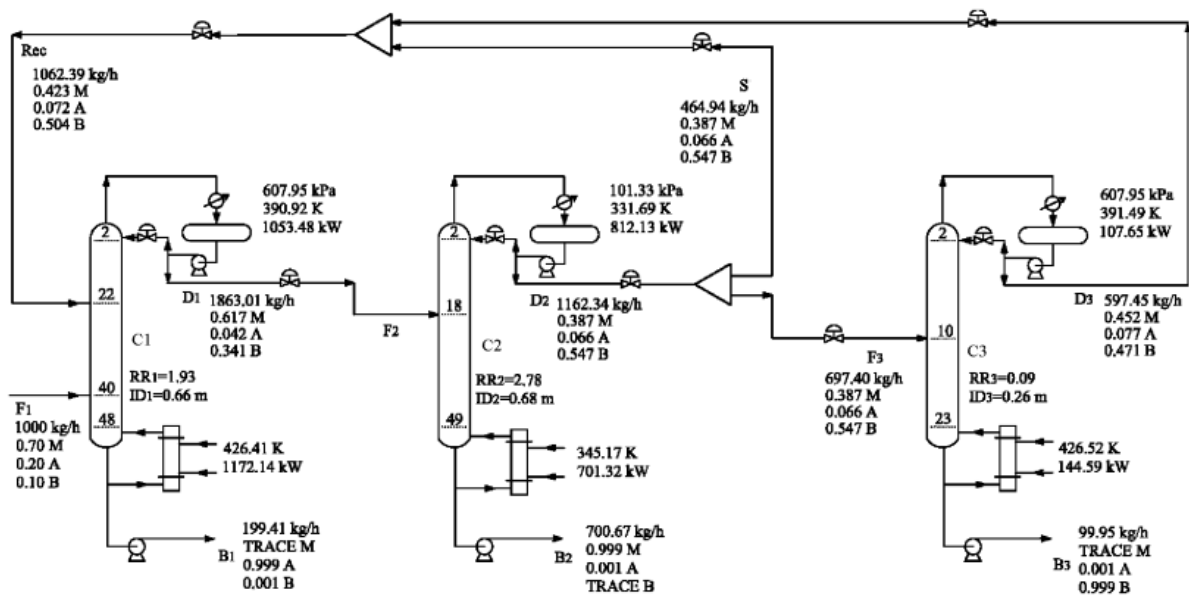 Rec
1062.39 kg/h
0.423 M
0.072 A
0.504 B
S
464.94 kg/h
0.387 M
0.066 A
0.547 B
607.95 kPa
390.92 K
1053.48 kW
2
22
40
48
C1
D1
1863.01 kg/h
0.617 M
0.042 A
0.341 B
RR1=1.93
ID1=0.66 m
F1
1000 kg/h
0.70 M
0.20 A
0.10 B
426.41 K
1172.14 kW
B1
199.41 kg/h
TRACE M
0.999 A
0.001 B
F2
101.33 kPa
331.69 K
812.13 kW
2
18
49
C2
D2
1162.34 kg/h
0.387 M
0.066 A
0.547 B
RR2=2.78
ID2=0.68 m
345.17 K
701.32 kW
B2
700.67 kg/h
0.999 M
0.001 A
TRACE B
F3
697.40 kg/h
0.387 M
0.066 A
0.547 B
607.95 kPa
391.49 K
107.65 kW
2
10
23
C3
D3
597.45 kg/h
0.452 M
0.077 A
0.471 B
RR3=0.09
ID3=0.26 m
426.52 K
144.59 kW
B3
99.95 kg/h
TRACE M
0.001 A
0.999 B